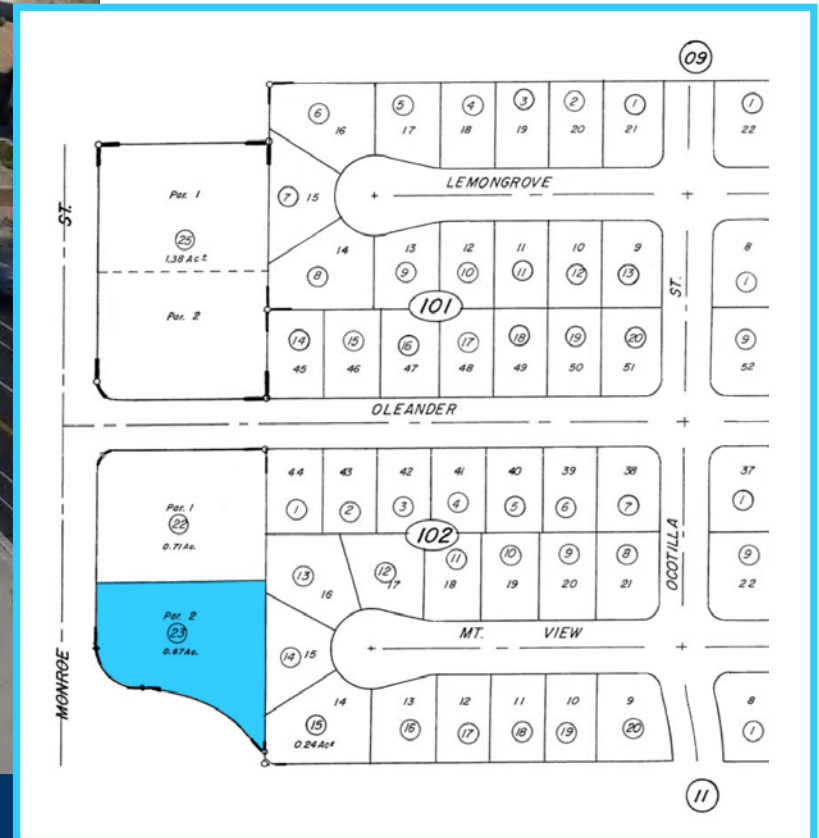 09
6 5 4 3 2 1 1
16 17 18 19 20 21 22
Par. 1
ST.
7 15
LEMONGROVE
25
1.38 Ac ±
14 13 12 11 10 9 8
8 9 10 11 12 13 1
101
ST.
Par. 2
14 15 16 17 18 19 20 9
45 46 47 48 49 50 51 52
OLEANDER
44 43 42 41 40 39 38 37
1 2 3 4 5 6 7 1
Par. 1
22
0.71 Ac.
102
OCOTILLA
13 12 11 10 9 8 9
16 17 18 19 20 21 22
Par. 2
23
0.67 Ac.
MT. VIEW
14 15
MONROE
14 13 12 11 10 9 8
15 16 17 18 19 20 1
0.24 Ac ±
11